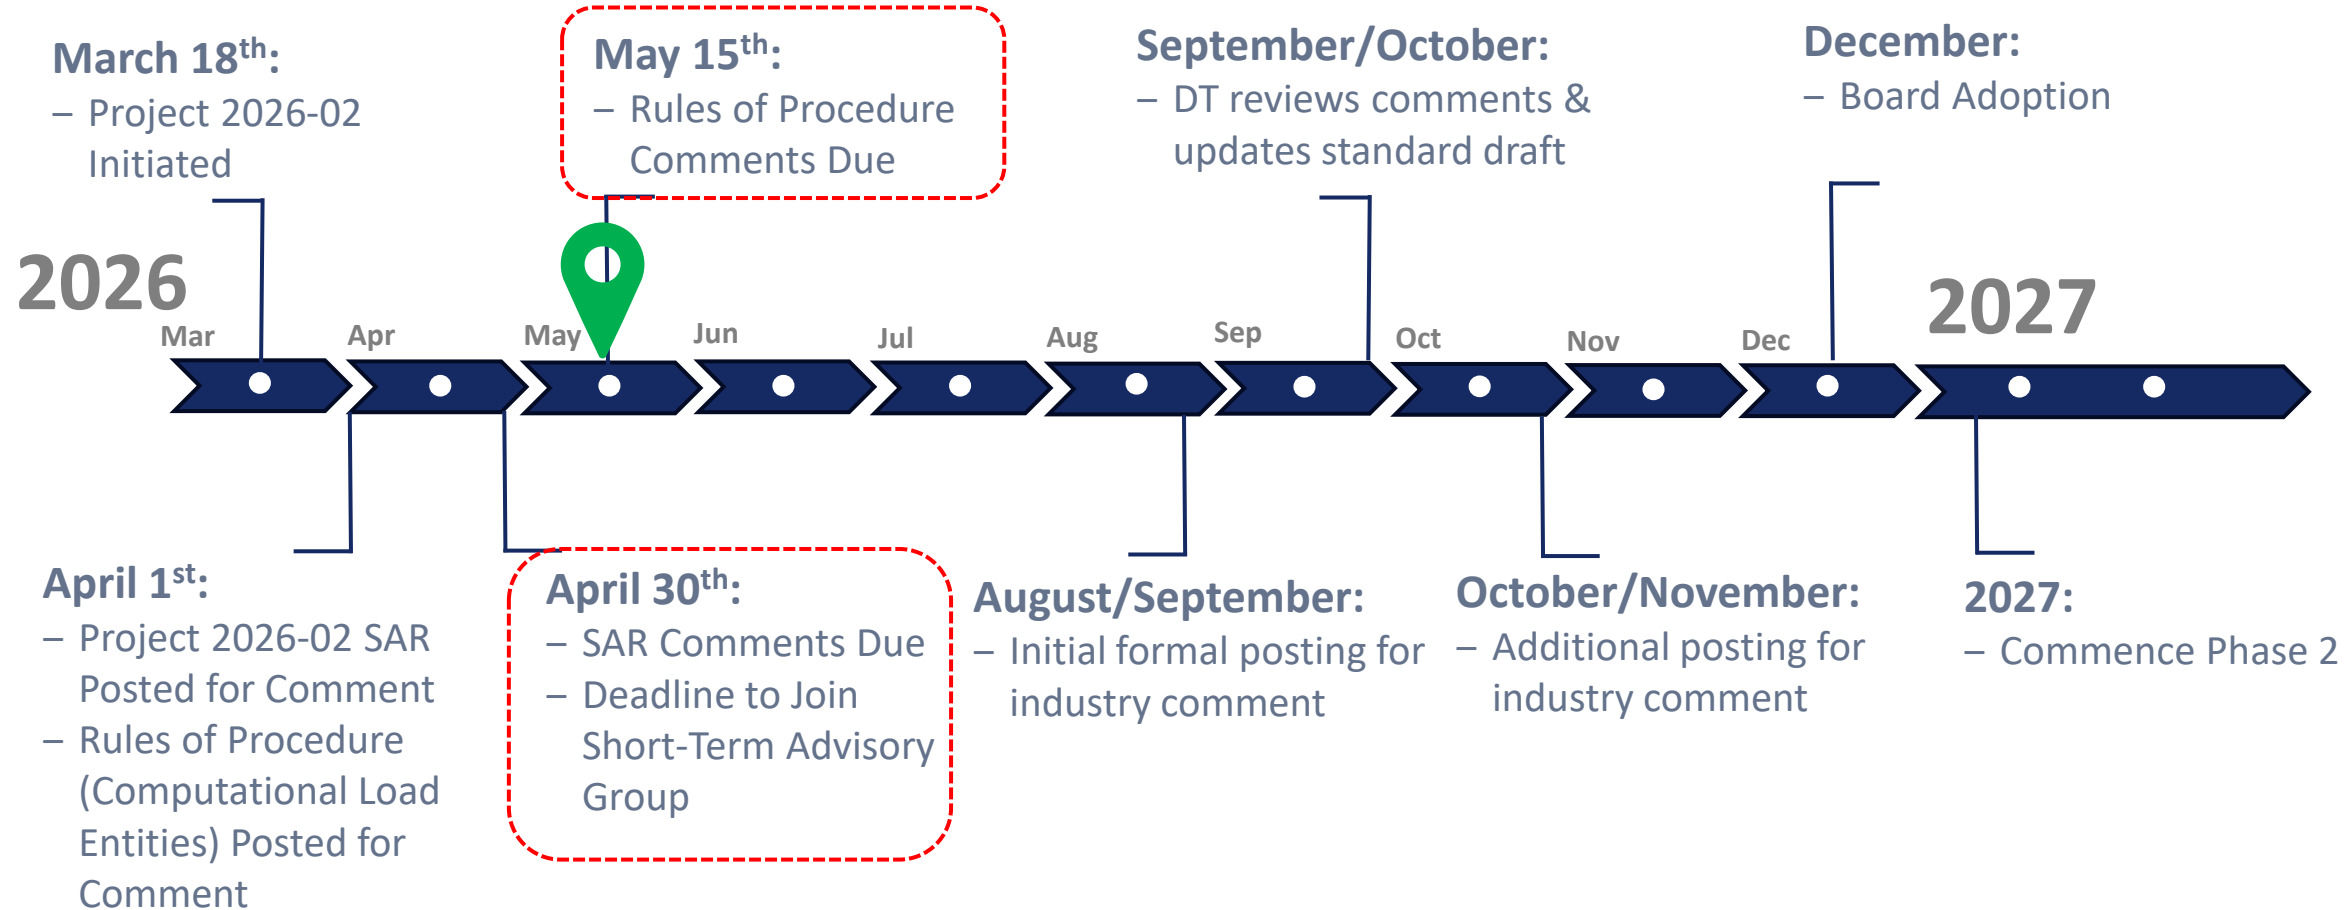 March 18th:
– Project 2026-02
Initiated
May 15th:
– Rules of Procedure
Comments Due
September/October:
– DT reviews comments &
updates standard draft
December:
– Board Adoption
2026
2027
Mar
Apr
May
Jun
Jul
Aug
Sep
Oct
Nov
Dec
April 1st:
– Project 2026-02 SAR
Posted for Comment
– Rules of Procedure
(Computational Load
Entities) Posted for
Comment
April 30th:
– SAR Comments Due
– Deadline to Join
Short-Term Advisory
Group
August/September:
– Initial formal posting for
industry comment
October/November:
– Additional posting for
industry comment
2027:
– Commence Phase 2